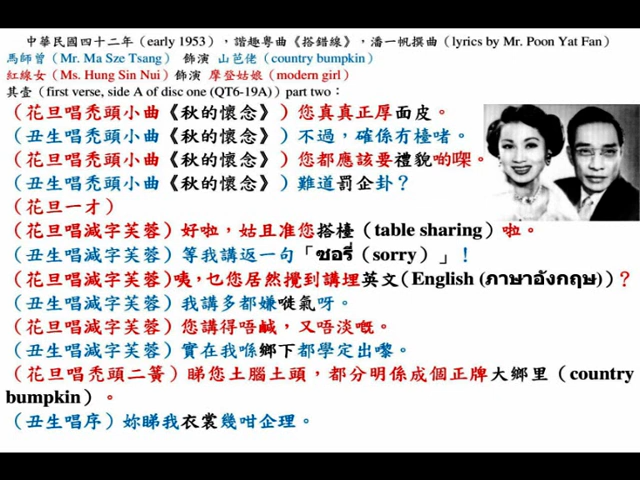 中華民國四十二年（early 1953），諧趣粵曲《搭錯線》，潘一帆撰曲（lyrics by Mr. Poon Yat Fan）
馬師曾（Mr. Ma Sze Tsang）飾演 山芭佬（country bumpkin）
紅線女（Ms. Hung Sin Nui）飾演 摩登姑娘（modern girl）
其壹（first verse, side A of disc one (QT6-19A)）part two：
（花旦唱禿頭小曲《秋的懷念》）您真真正厚面皮。
（丑生唱禿頭小曲《秋的懷念》）不過，確係冇檯啫。
（花旦唱禿頭小曲《秋的懷念》）您都應該要禮貌啲㗎。
（丑生唱禿頭小曲《秋的懷念》）難道罰企卦？
（花旦一才）
（花旦唱減字芙蓉）好啦，姑且准您搭檯（table sharing）啦。
（丑生唱減字芙蓉）等我講返一句「ซอรี่（sorry）」！
（花旦唱減字芙蓉）咦，乜您居然攪到講埋英文（English (ภาษาอังกฤษ)）？
（丑生唱減字芙蓉）我講多都嫌嘥氣呀。
（花旦唱減字芙蓉）您講得唔鹹，又唔淡嘅。
（丑生唱減字芙蓉）實在我喺鄉下都學定出嚟。
（花旦唱禿頭二簧）睇您土腦土頭，都分明係成個正牌大鄉里（country
bumpkin）。
（丑生唱序）妳睇我衣裳幾咁企理。